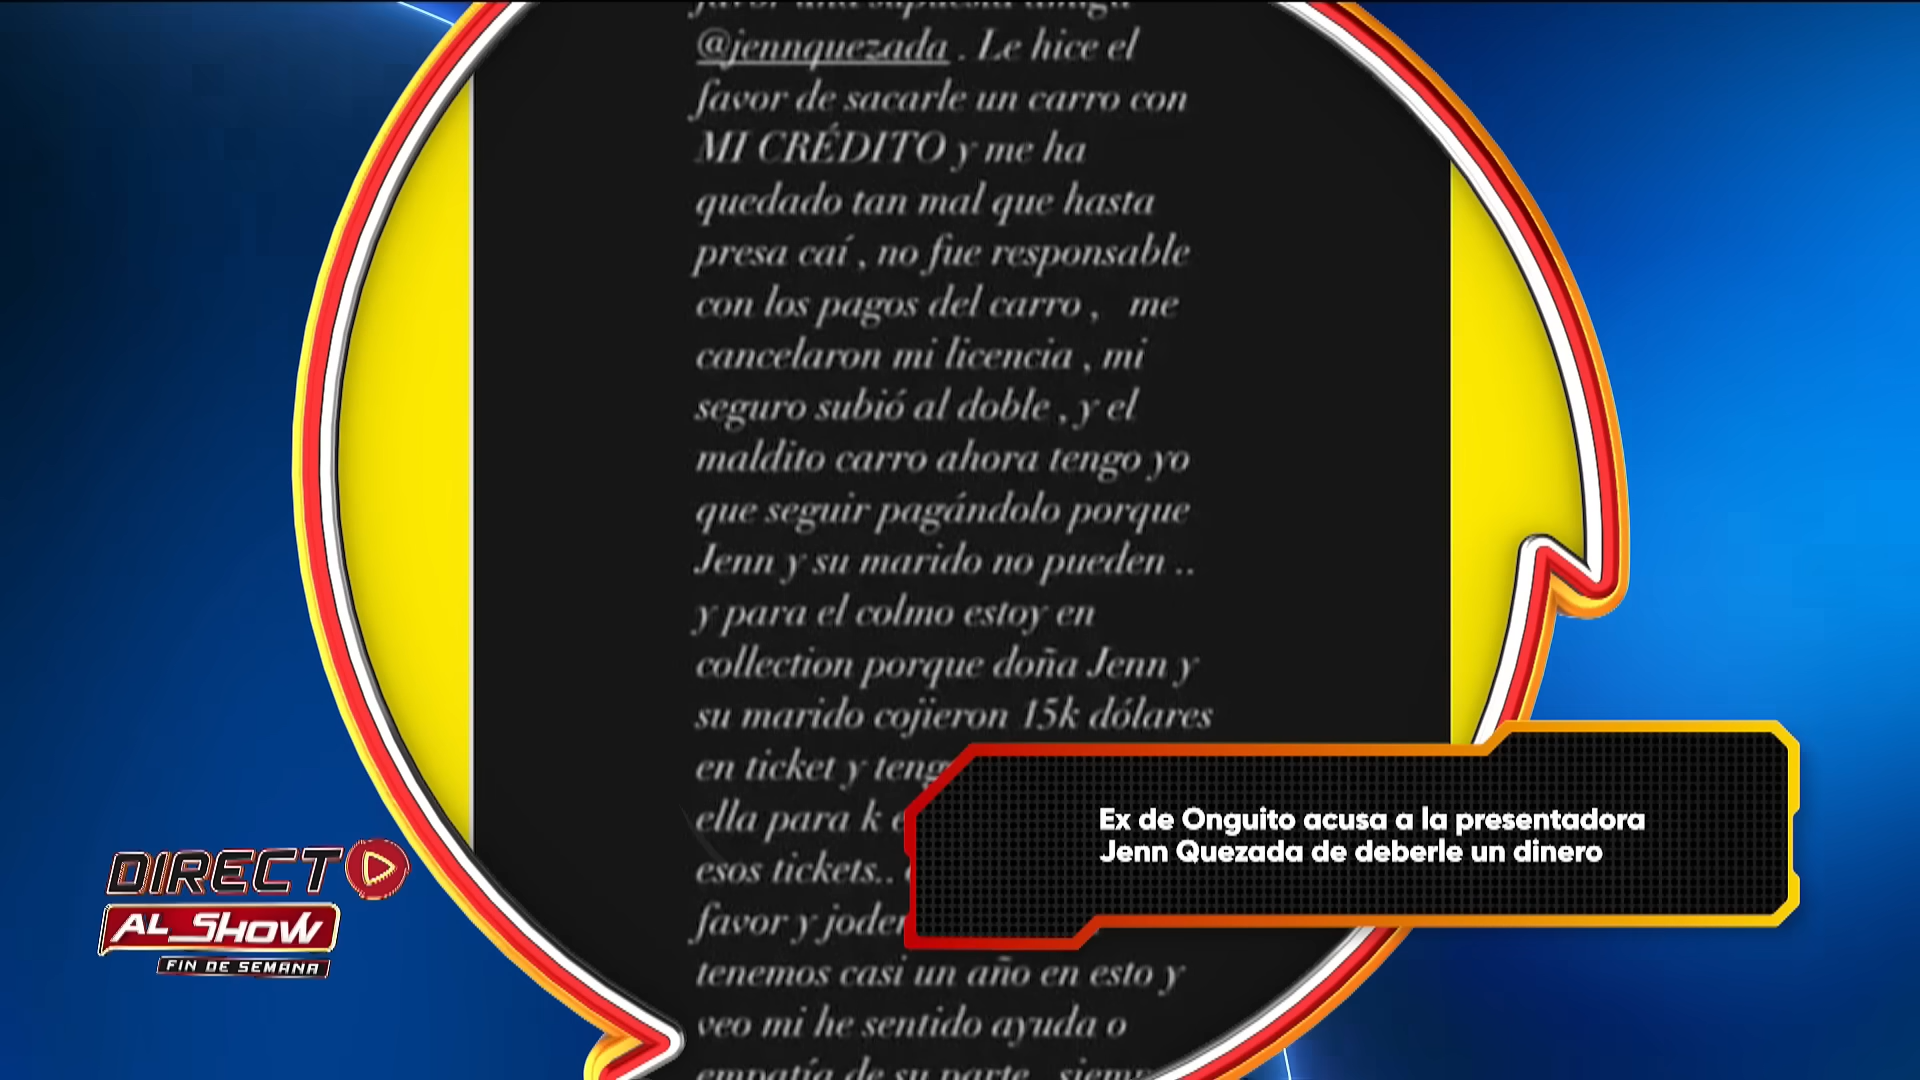 @jennquezada . Le hice el
favor de sacarle un carro con
MI CRÉDITO y me ha
quedado tan mal que hasta
presa caí , no fue responsable
con los pagos del carro , me
cancelaron mi licencia , mi
seguro subió al doble , y el
maldito carro ahora tengo yo
que seguir pagándolo porque
Jenn y su marido no pueden ..
y para el colmo estoy en
collection porque doña Jenn y
su marido cojieron 15k dólares
en ticket y
ella para k
esos tickets..
favor y
tenemos casi un año en esto y
veo mi he sentido ayuda o
empatía de su parte
Ex de Onguito acusa a la presentadora
Jenn Quezada de deberle un dinero
DIRECTO
AL SHOW
FIN DE SEMANA